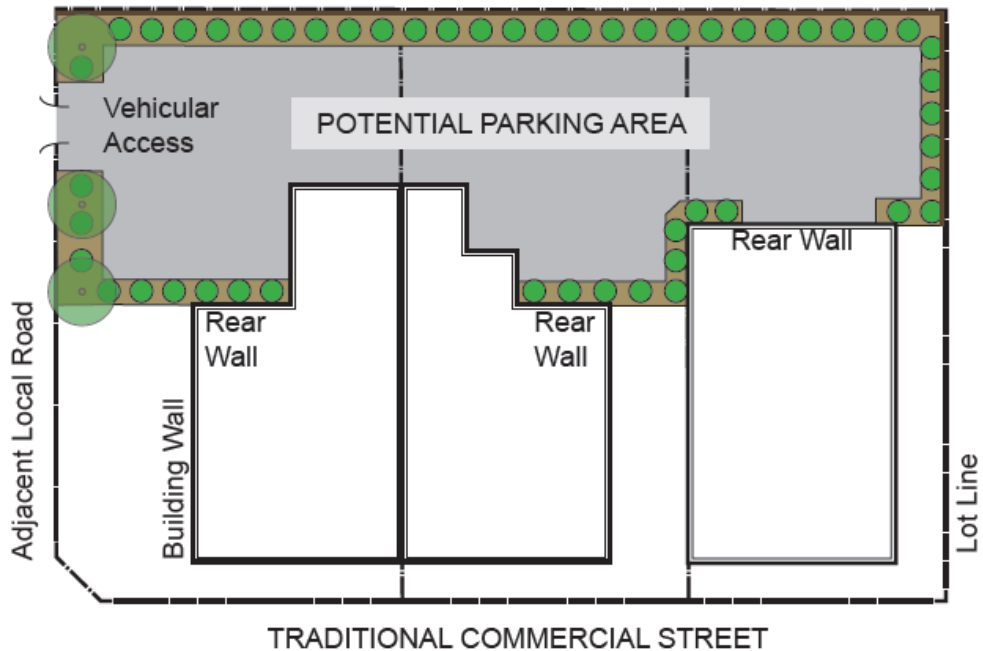 Vehicular
Access
POTENTIAL PARKING AREA
Rear Wall
Rear
Wall
Rear
Wall
Adjacent Local Road
Building Wall
Lot Line
TRADITIONAL COMMERCIAL STREET